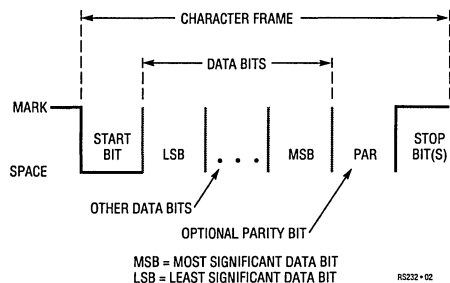 CHARACTER FRAME
DATA BITS
MARK
START BIT
LSB
. . .
MSB
PAR
STOP BIT(S)
SPACE
OTHER DATA BITS
OPTIONAL PARITY BIT
MSB = MOST SIGNIFICANT DATA BIT
LSB = LEAST SIGNIFICANT DATA BIT
RS232 • 02